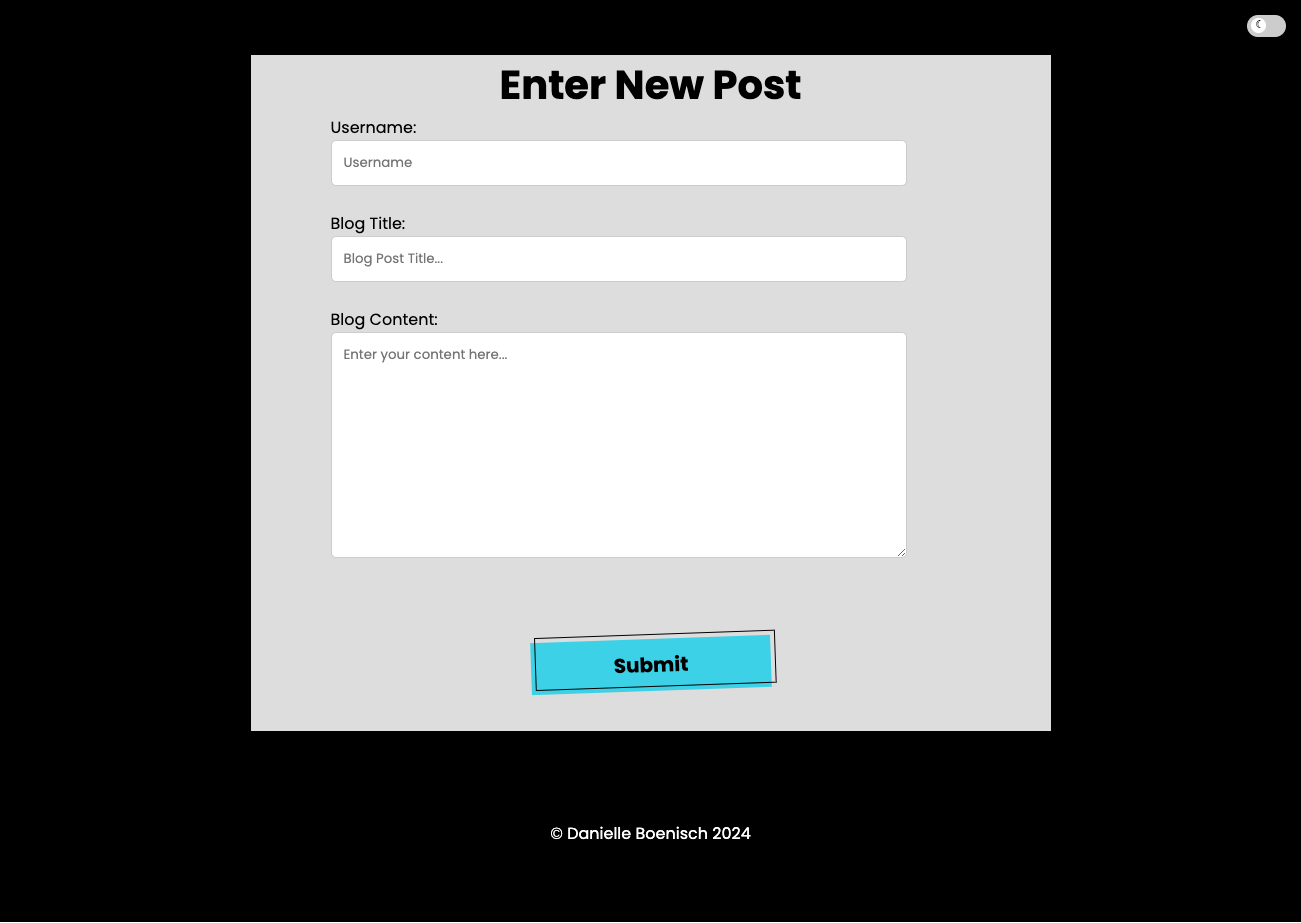 Enter New Post
Username:
Username
Blog Title:
Blog Post Title...
Blog Content:
Enter your content here...
Submit
© Danielle Boenisch 2024